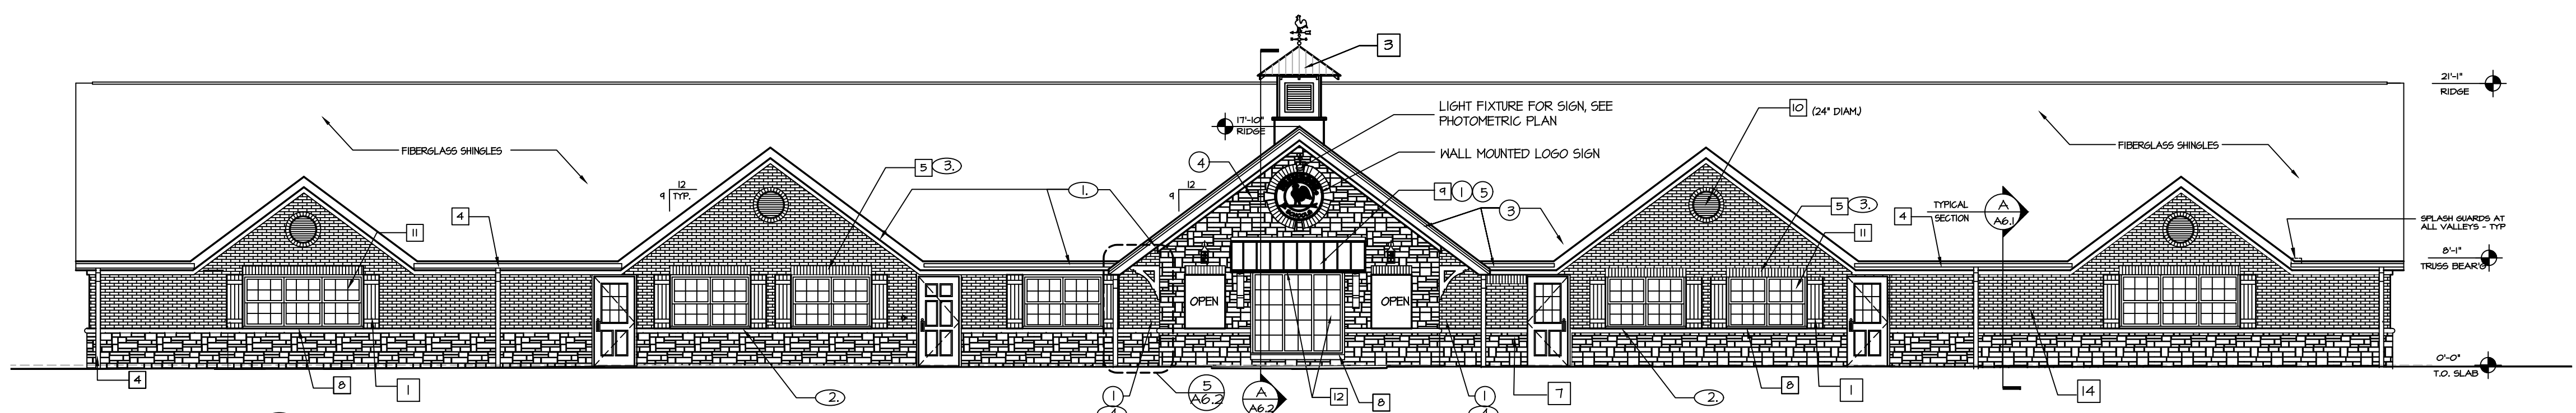 3
21'-1"
RIDGE
LIGHT FIXTURE FOR SIGN, SEE
PHOTOMETRIC PLAN
10 (24" DIAM.)
17'-10"
RIDGE
FIBERGLASS SHINGLES
4
WALL MOUNTED LOGO SIGN
FIBERGLASS SHINGLES
5 3.
12
9 TYP.
1.
12
9
9 1 5
3
5 3.
TYPICAL
SECTION
A
A6.1
4
11
4
11
SPLASH GUARDS AT
ALL VALLEYS - TYP
8'-1"
TRUSS BEAR'G
SCHOOLS
OPEN
OPEN
0'-0"
T.O. SLAB
4
8
1
2.
1
4
5
A6.2
A
A6.2
12
8
1
4
7
2.
8
1
14